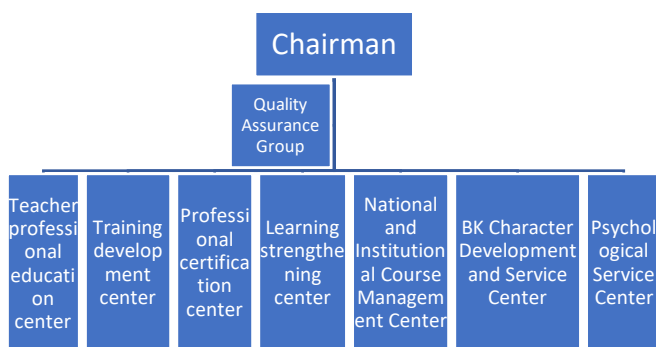 Chairman
Quality
Assurance
Group
Teacher
professi
onal
educati
on
center
Training
develop
ment
center
Professi
onal
certifica
tion
center
Learning
strengthe
ning
center
National
and
Institution
al Course
Managem
ent Center
BK Character
Development
and Service
Center
Psychol
ogical
Service
Center